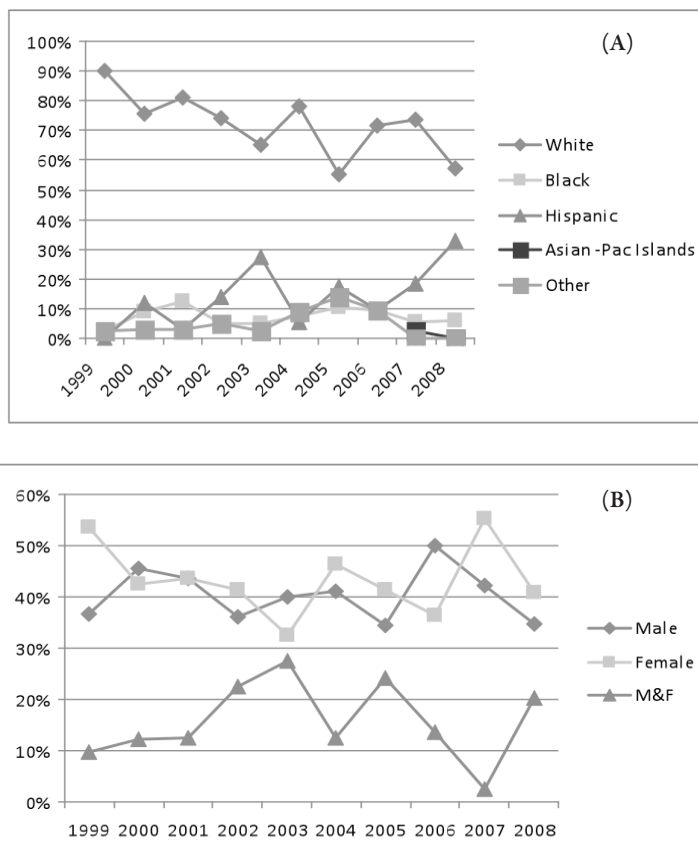 (A)
100%
90%
80%
70%
60%
50%
40%
30%
20%
10%
0%
1999 2000 2001 2002 2003 2004 2005 2006 2007 2008
White
Black
Hispanic
Asian -Pac Islands
Other
(B)
60%
50%
40%
30%
20%
10%
0%
1999 2000 2001 2002 2003 2004 2005 2006 2007 2008
Male
Female
M&F